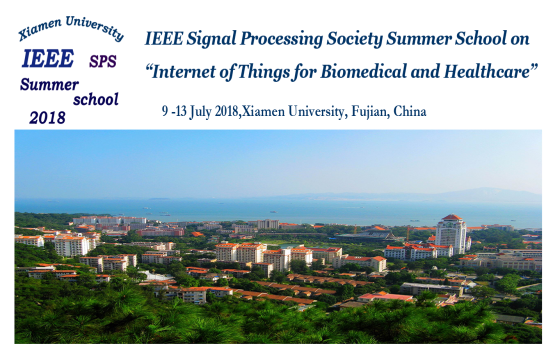 Xiamen University
IEEE SPS
Summer
school
2018
IEEE Signal Processing Society Summer School on
“Internet of Things for Biomedical and Healthcare”
9 -13 July 2018,Xiamen University, Fujian, China